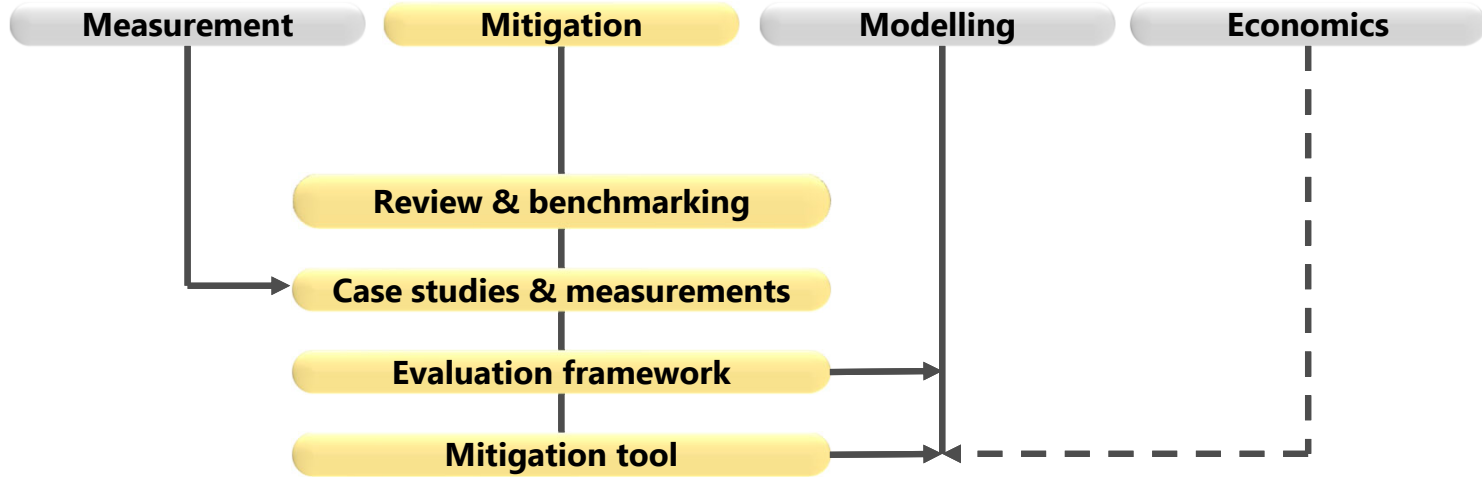 Measurement
Mitigation
Modelling
Economics
Review & benchmarking
Case studies & measurements
Evaluation framework
Mitigation tool